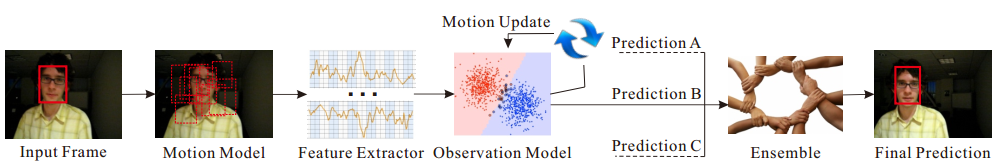 Motion Update
Prediction A
Prediction B
Prediction C
Input Frame
Motion Model
Feature Extractor
Observation Model
Ensemble
Final Prediction